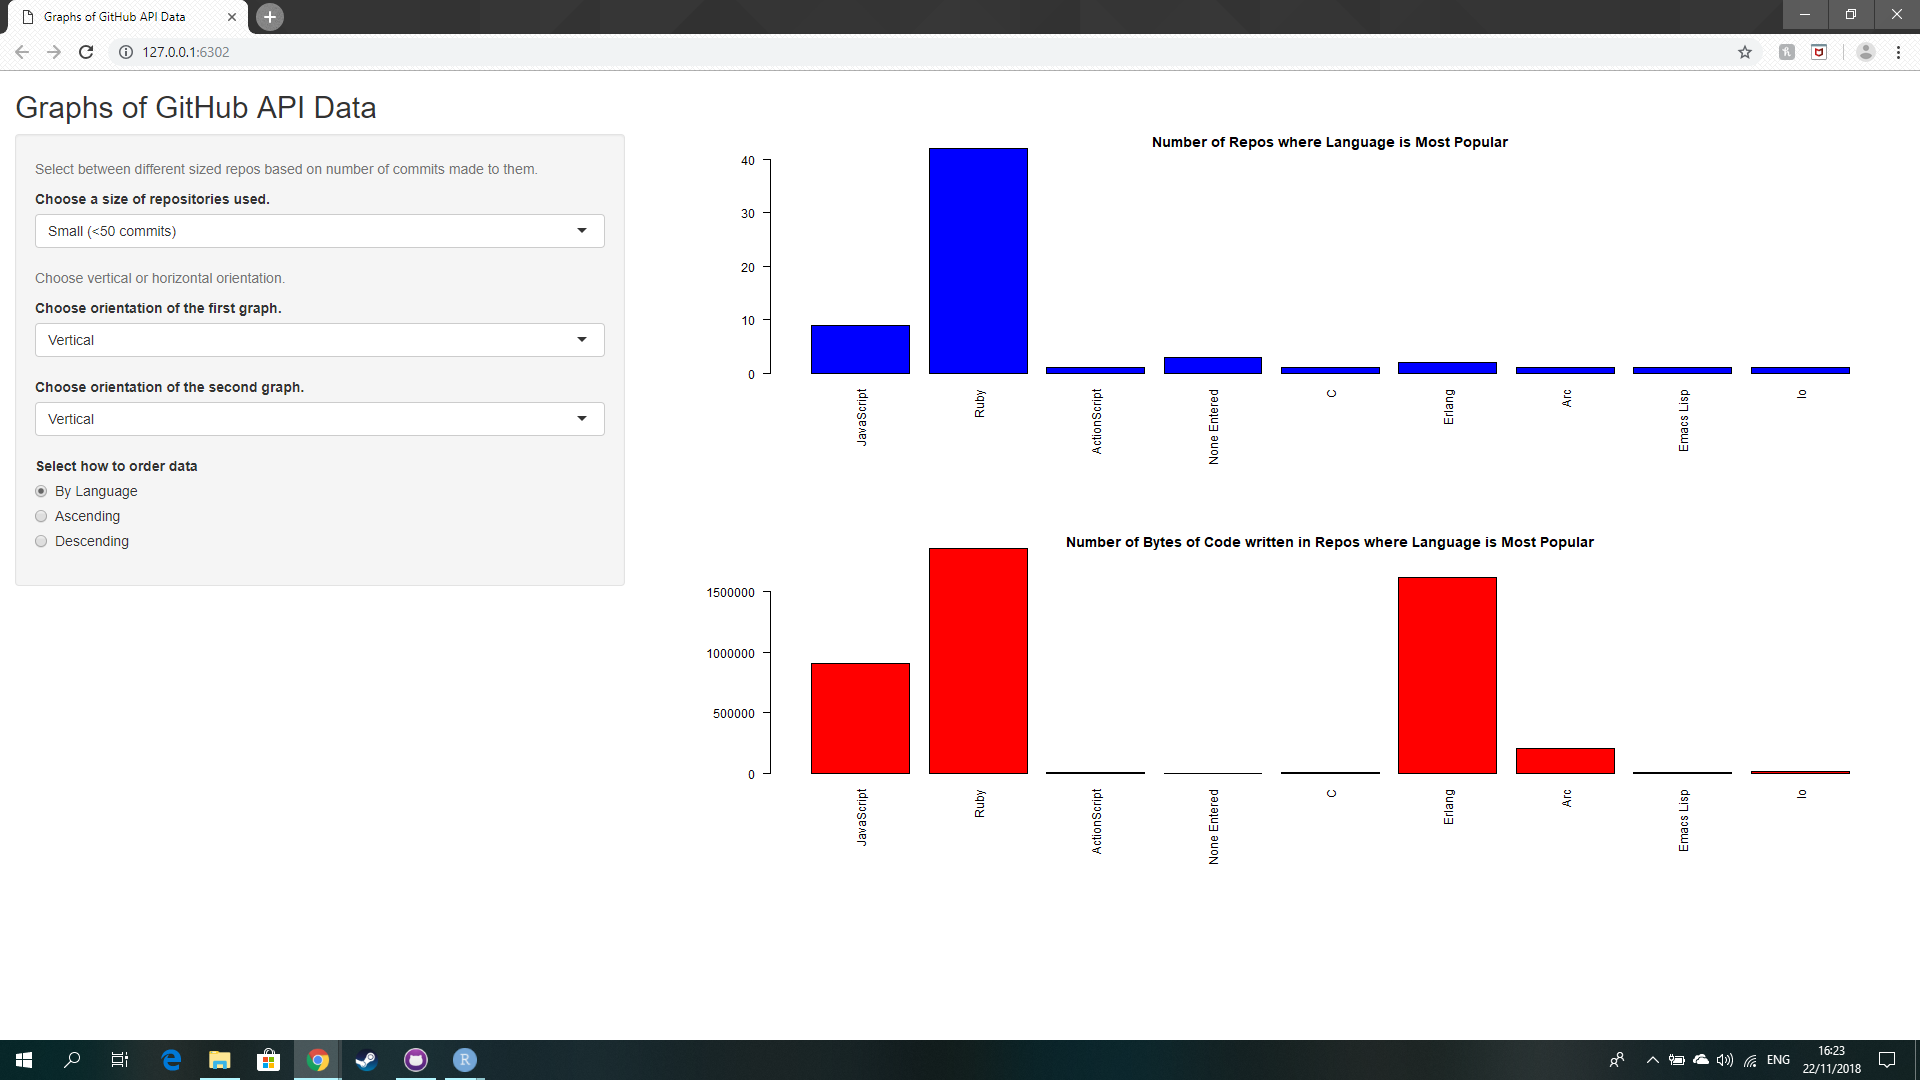 Graphs of GitHub API Data
127.0.0.1:6302
Graphs of GitHub API Data
Select between different sized repos based on number of commits made to them.
Choose a size of repositories used.
Small (<50 commits)
Choose vertical or horizontal orientation.
Choose orientation of the first graph.
Vertical
Choose orientation of the second graph.
Vertical
Select how to order data
By Language
Ascending
Descending
Number of Repos where Language is Most Popular
40
30
20
10
0
JavaScript
Ruby
ActionScript
None Entered
C
Erlang
Arc
Emacs Lisp
Io
Number of Bytes of Code written in Repos where Language is Most Popular
1500000
1000000
500000
0
JavaScript
Ruby
ActionScript
None Entered
C
Erlang
Arc
Emacs Lisp
Io
R
ENG
16:23
22/11/2018